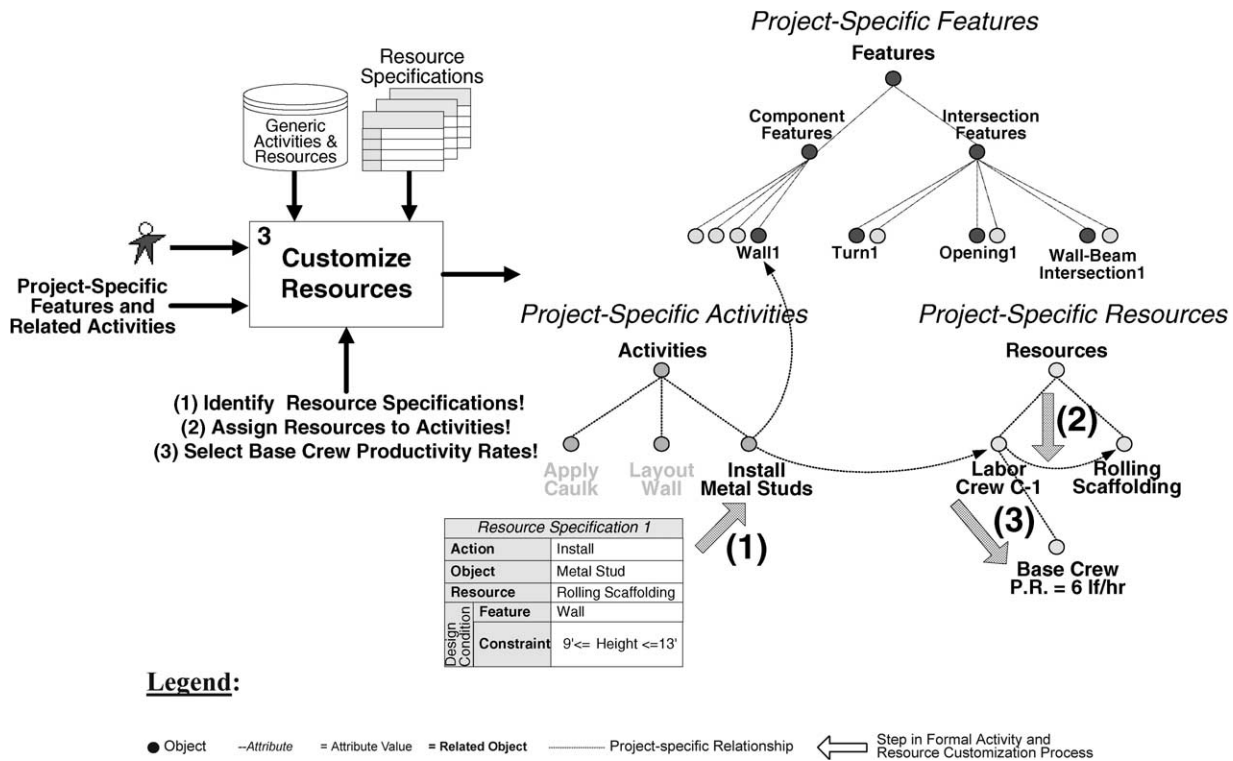 Project-Specific Features
Features
Component
Features
Intersection
Features
Wall1
Turn1
Opening1
Wall-Beam
Intersection1
Resource
Specifications
Generic
Activities &
Resources
3
Customize
Resources
Project-Specific
Features and
Related Activities
(1) Identify Resource Specifications!
(2) Assign Resources to Activities!
(3) Select Base Crew Productivity Rates!
Project-Specific Activities
Activities
Apply
Caulk
Layout
Wall
Install
Metal Studs
(1)
Project-Specific Resources
Resources
(2)
Labor
Crew C-1
Rolling
Scaffolding
(3)
Base Crew
P.R. = 6 lf/hr
Resource Specification 1
Action Install
Object Metal Stud
Resource Rolling Scaffolding
Design
Condition
Feature Wall
Constraint 9'<= Height <=13'
Legend:
Object --Attribute = Attribute Value = Related Object Project-specific Relationship Step in Formal Activity and
Resource Customization Process